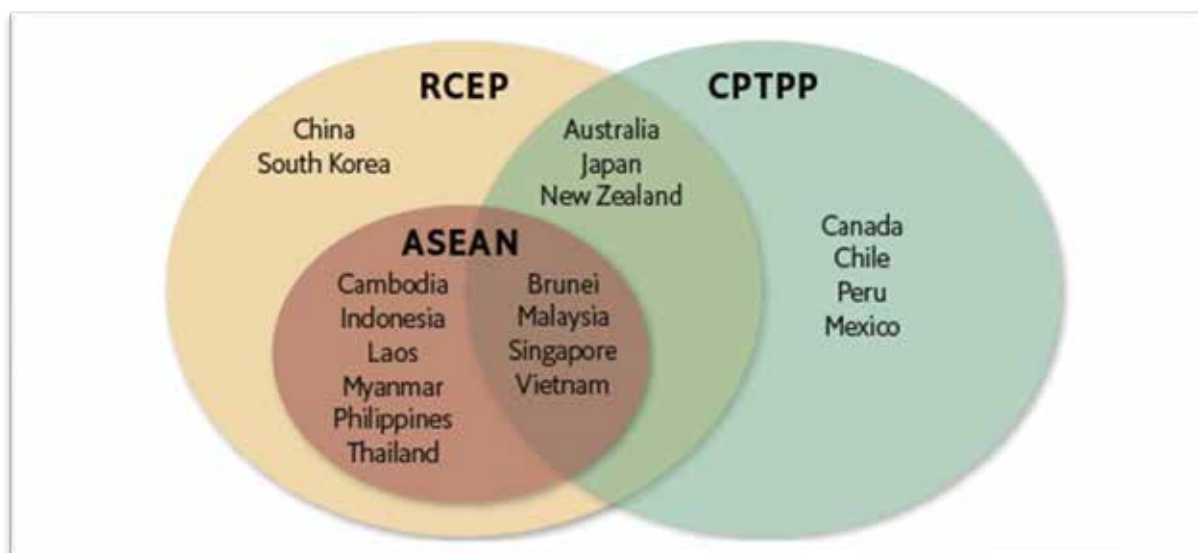 RCEP
China
South Korea
CPTPP
Australia
Japan
New Zealand
Canada
Chile
Peru
Mexico
ASEAN
Cambodia
Indonesia
Laos
Myanmar
Philippines
Thailand
Brunei
Malaysia
Singapore
Vietnam